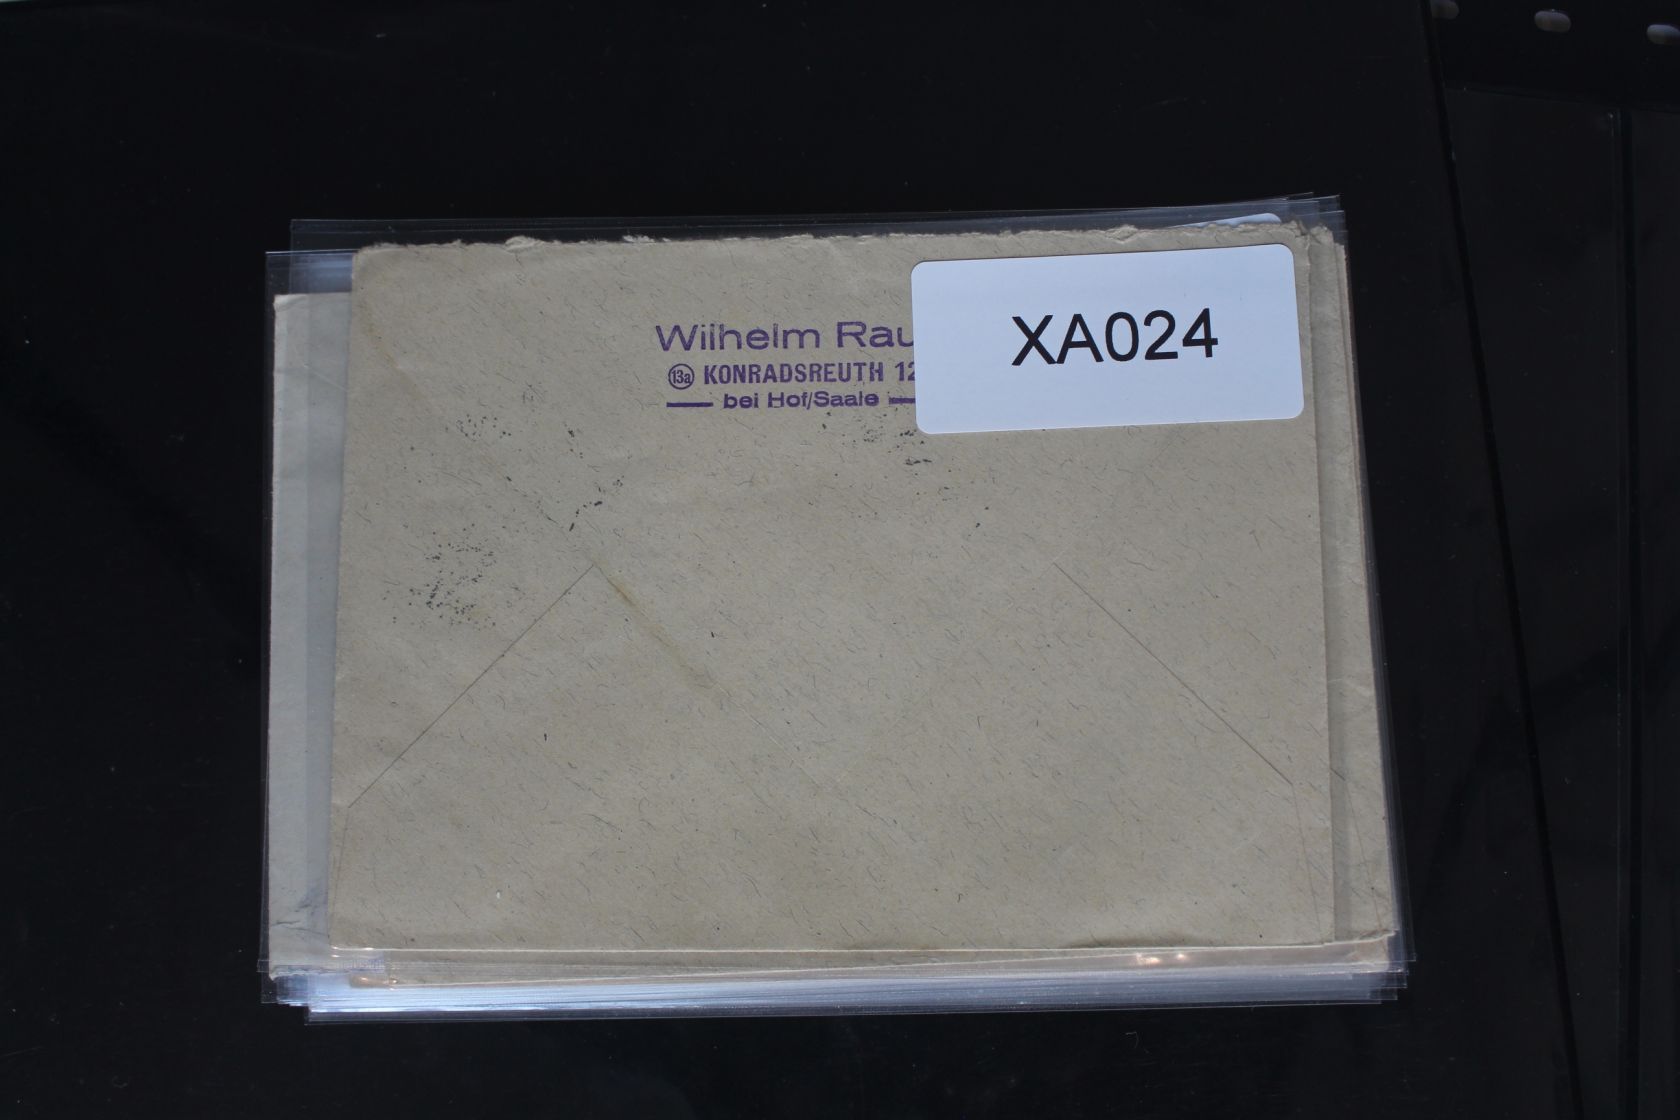 Wilhelm Rau
13a KONRADSREUTH 12
bei Hof/Saale
XA024